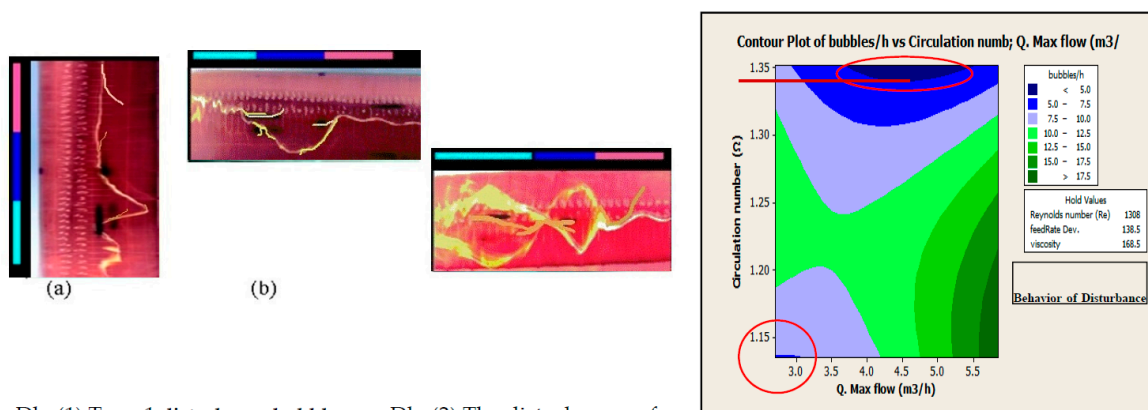 (a)
(b)
Contour Plot of bubbles/h vs Circulation numb; Q. Max flow (m3/
Circulation number (Ω)
1.35
1.30
1.25
1.20
1.15
3.0 3.5 4.0 4.5 5.0 5.5
Q. Max flow (m3/h)
bubbles/h
< 5.0
5.0 – 7.5
7.5 – 10.0
10.0 – 12.5
12.5 – 15.0
15.0 – 17.5
> 17.5
Hold Values
Reynolds number (Re) 1308
feedRate Dev. 138.5
viscosity 168.5
Behavior of Disturbance